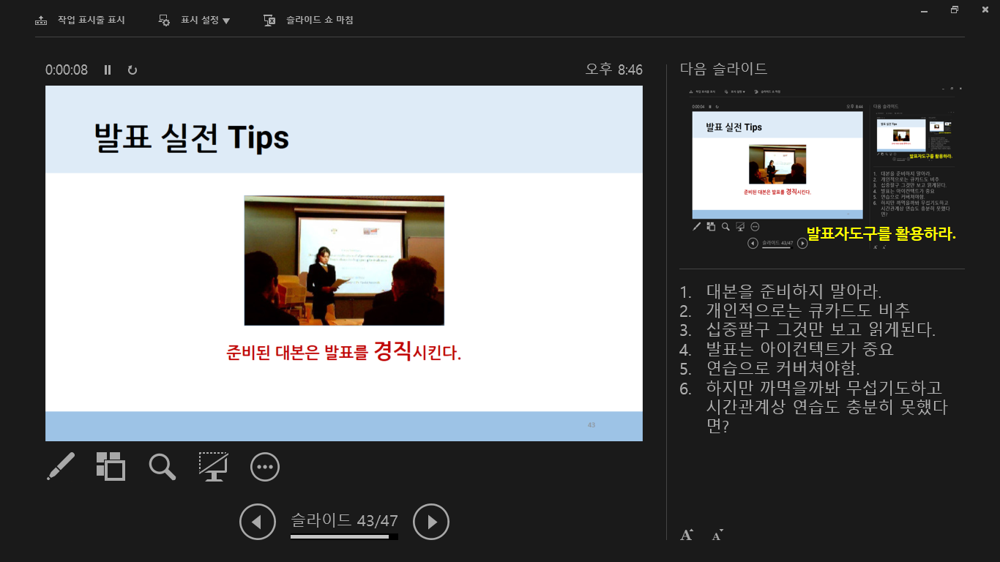 작업 표시줄 표시 표시 설정 ▼ 슬라이드 쇼 마침
0:00:08 오후 8:46
발표 실전 Tips
준비된 대본은 발표를 경직시킨다.
43
슬라이드 43/47
다음 슬라이드
작업 표시줄 표시 표시 설정 ▼ 슬라이드 쇼 마침
0:00:04 오후 8:44
다음 슬라이드
발표 실전 Tips
준비된 대본은 발표를 경직시킨다.
발표 실전 Tips
발표자도구를 활용하라.
1. 대본을 준비하지 말아라.
2. 개인적으로는 큐카드도 비추
3. 십중팔구 그것만 보고 읽게된다.
4. 발표는 아이컨텍트가 중요
5. 연습으로 커버쳐야함.
6. 하지만 까먹을까봐 무섭기도하고
시간관계상 연습도 충분히 못했다
면?
슬라이드 43/47
발표자도구를 활용하라.
1. 대본을 준비하지 말아라.
2. 개인적으로는 큐카드도 비추
3. 십중팔구 그것만 보고 읽게된다.
4. 발표는 아이컨텍트가 중요
5. 연습으로 커버쳐야함.
6. 하지만 까먹을까봐 무섭기도하고
시간관계상 연습도 충분히 못했다
면?
A A